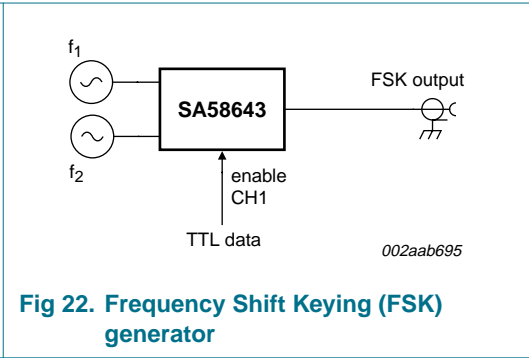 f1
FSK output
SA58643
f2
enable
CH1
TTL data
002aab695
Fig 22. Frequency Shift Keying (FSK)
generator